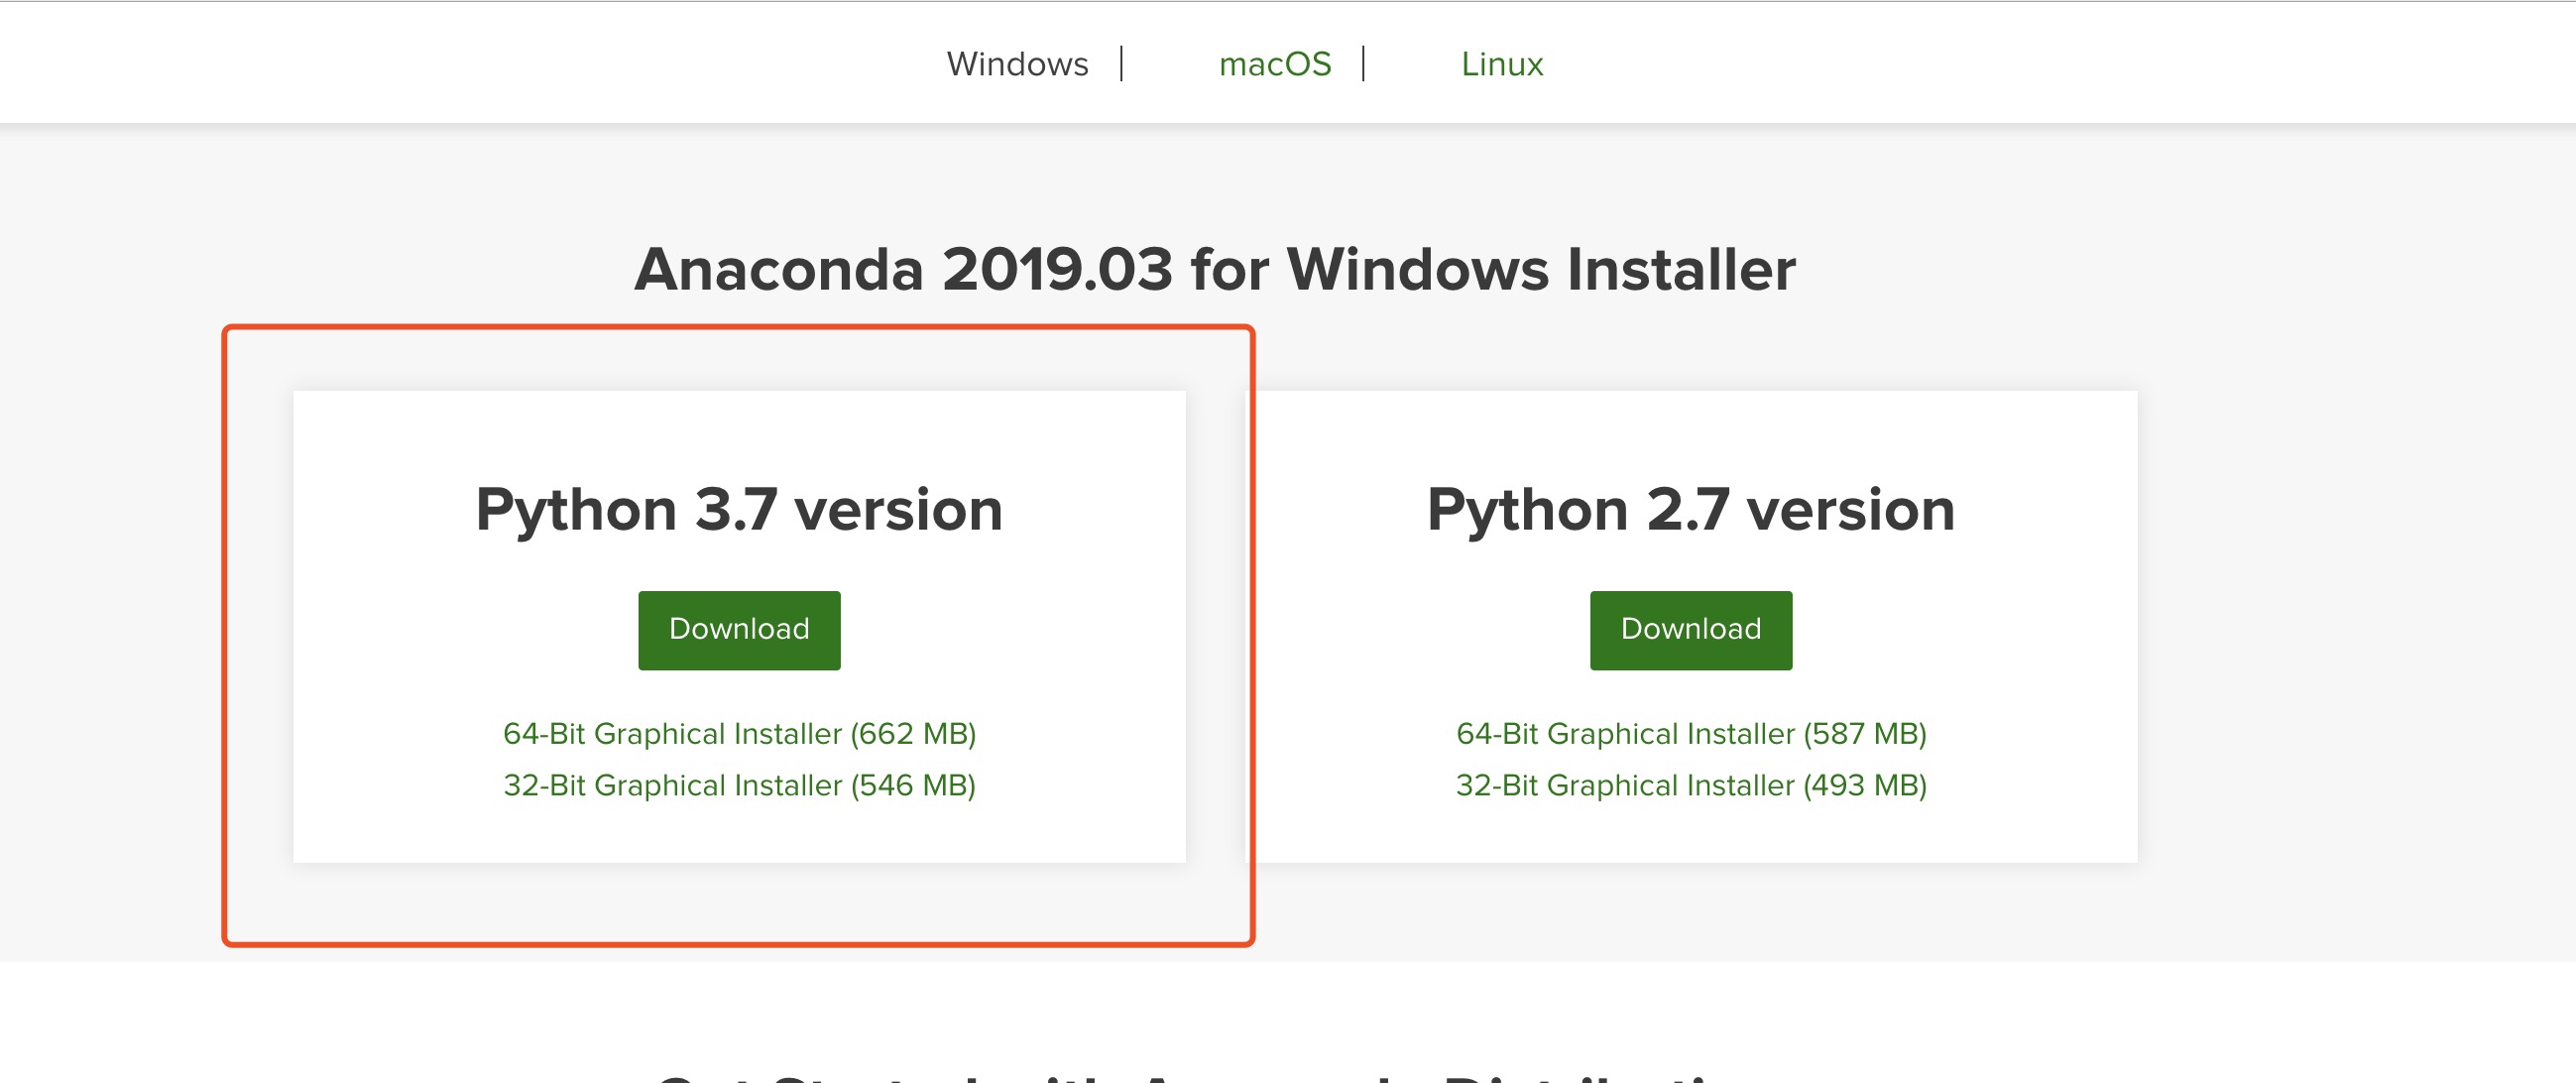 Windows | macOS | Linux
Anaconda 2019.03 for Windows Installer
Python 3.7 version
Download
64-Bit Graphical Installer (662 MB)
32-Bit Graphical Installer (546 MB)
Python 2.7 version
Download
64-Bit Graphical Installer (587 MB)
32-Bit Graphical Installer (493 MB)